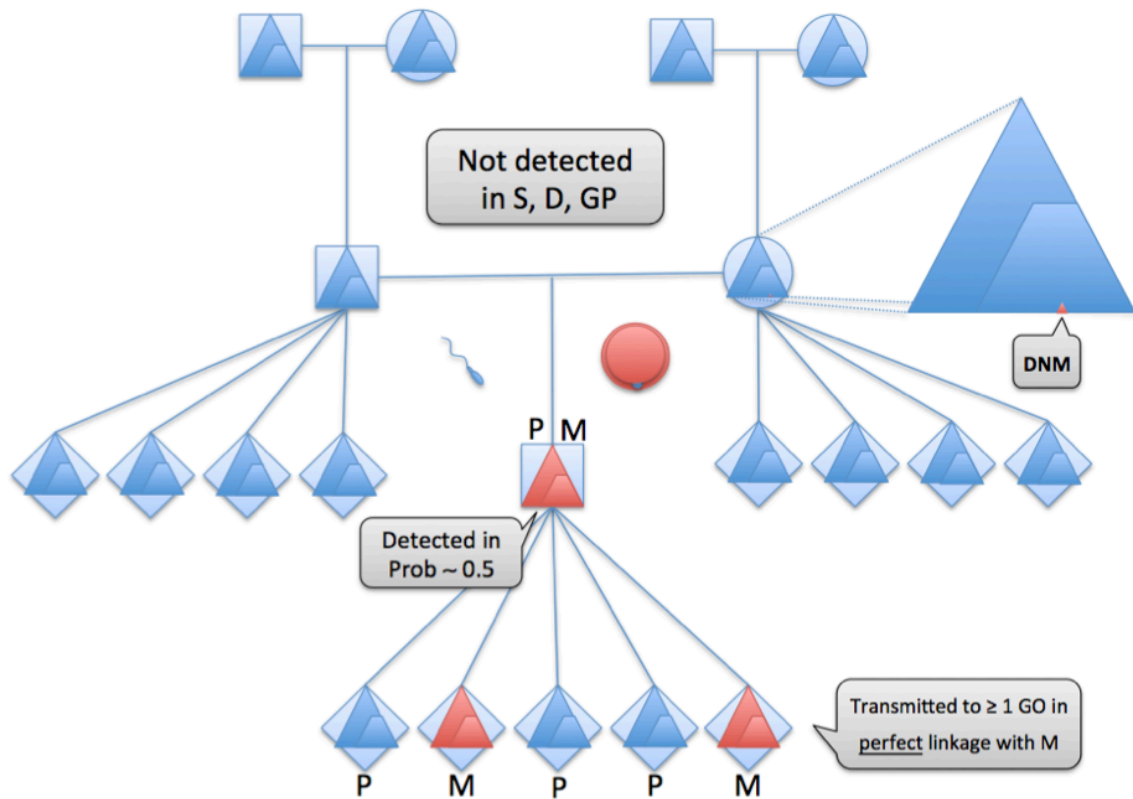 Not detected
in S, D, GP
DNM
P M
Detected in
Prob ~ 0.5
Transmitted to ≥ 1 GO in
perfect linkage with M
P M P P M